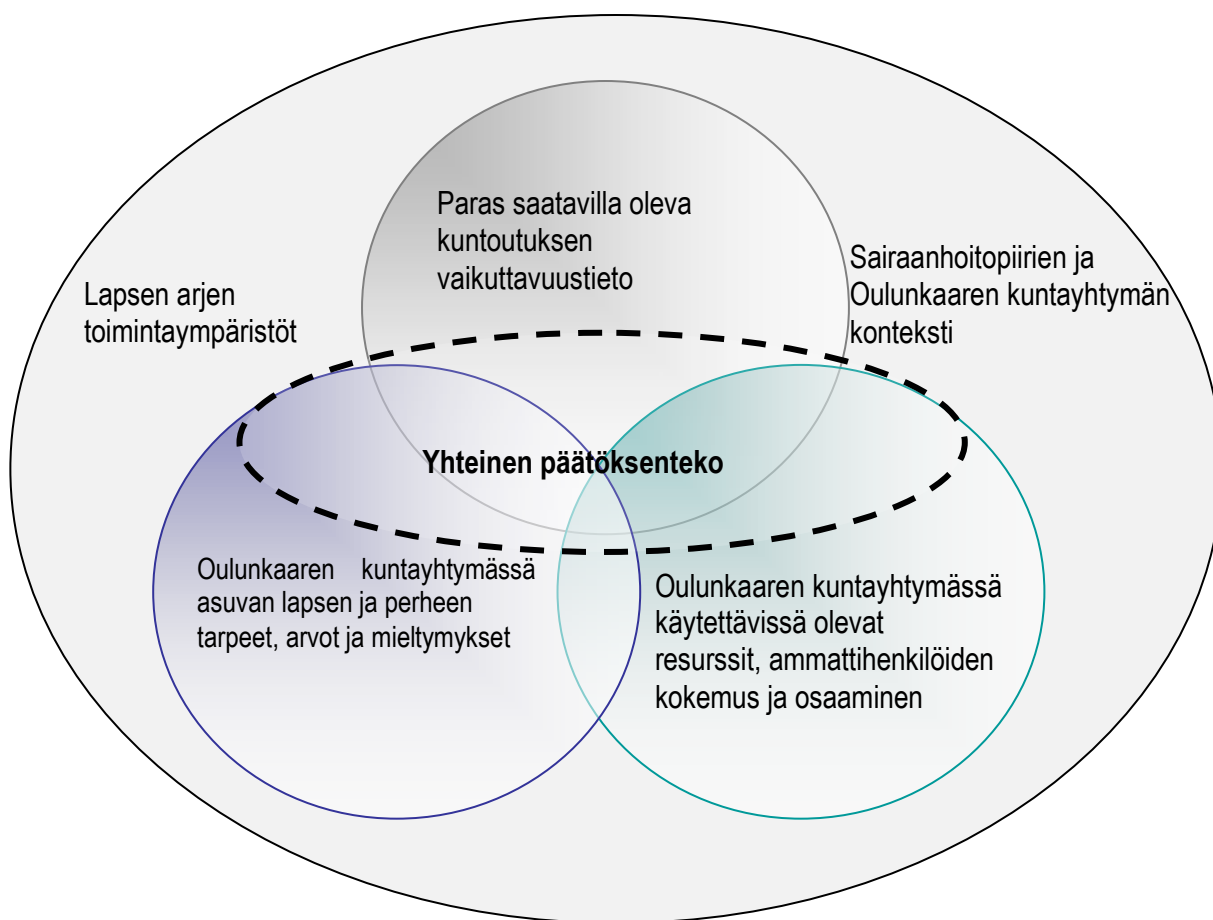 Paras saatavilla oleva
kuntoutuksen
vaikuttavuustieto
Lapsen arjen
toimintaympäristöt
Sairaanhoitopiirien ja
Oulunkaaren kuntayhtymän
konteksti
Yhteinen päätöksenteko
Oulunkaaren kuntayhtymässä
asuvan lapsen ja perheen
tarpeet, arvot ja mieltymykset
Oulunkaaren kuntayhtymässä
käytettävissä olevat
resurssit, ammattihenkilöiden
kokemus ja osaaminen